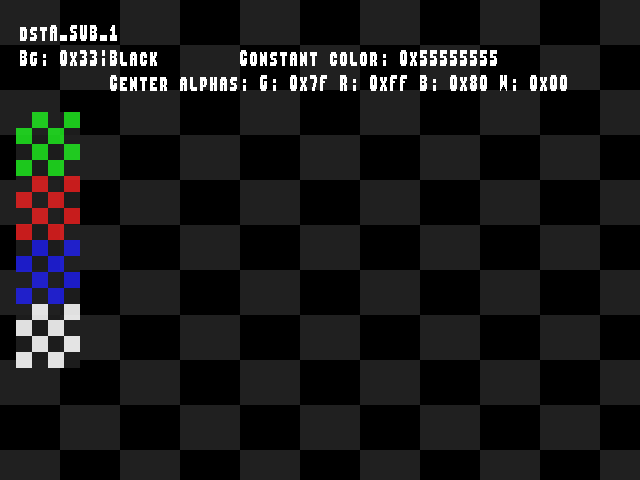 dstA_SUB_1
Bg: 0x33¦Black Constant color: 0x55555555
Center alphas: G: 0x7f R: 0xff B: 0x80 W: 0x00